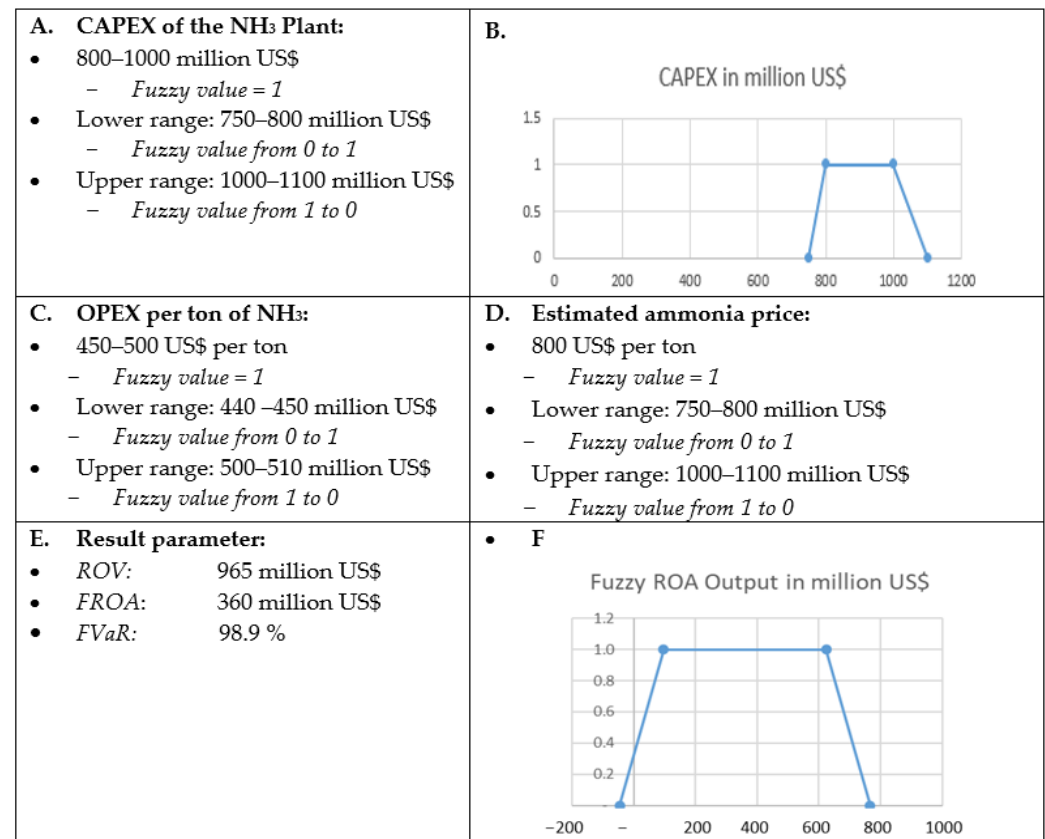 A. CAPEX of the NH₃ Plant:
• 800–1000 million US$
– Fuzzy value = 1
• Lower range: 750–800 million US$
– Fuzzy value from 0 to 1
• Upper range: 1000–1100 million US$
– Fuzzy value from 1 to 0
B.
CAPEX in million US$
1.5
1
0.5
0
0 200 400 600 800 1000 1200
C. OPEX per ton of NH₃:
• 450–500 US$ per ton
– Fuzzy value = 1
• Lower range: 440 –450 million US$
– Fuzzy value from 0 to 1
• Upper range: 500–510 million US$
– Fuzzy value from 1 to 0
D. Estimated ammonia price:
• 800 US$ per ton
– Fuzzy value = 1
• Lower range: 750–800 million US$
– Fuzzy value from 0 to 1
• Upper range: 1000–1100 million US$
– Fuzzy value from 1 to 0
E. Result parameter:
• ROV: 965 million US$
• FROA: 360 million US$
• FVaR: 98.9 %
• F
Fuzzy ROA Output in million US$
1.2
1.0
0.8
0.6
0.4
0.2
-
−200 – 200 400 600 800 1000